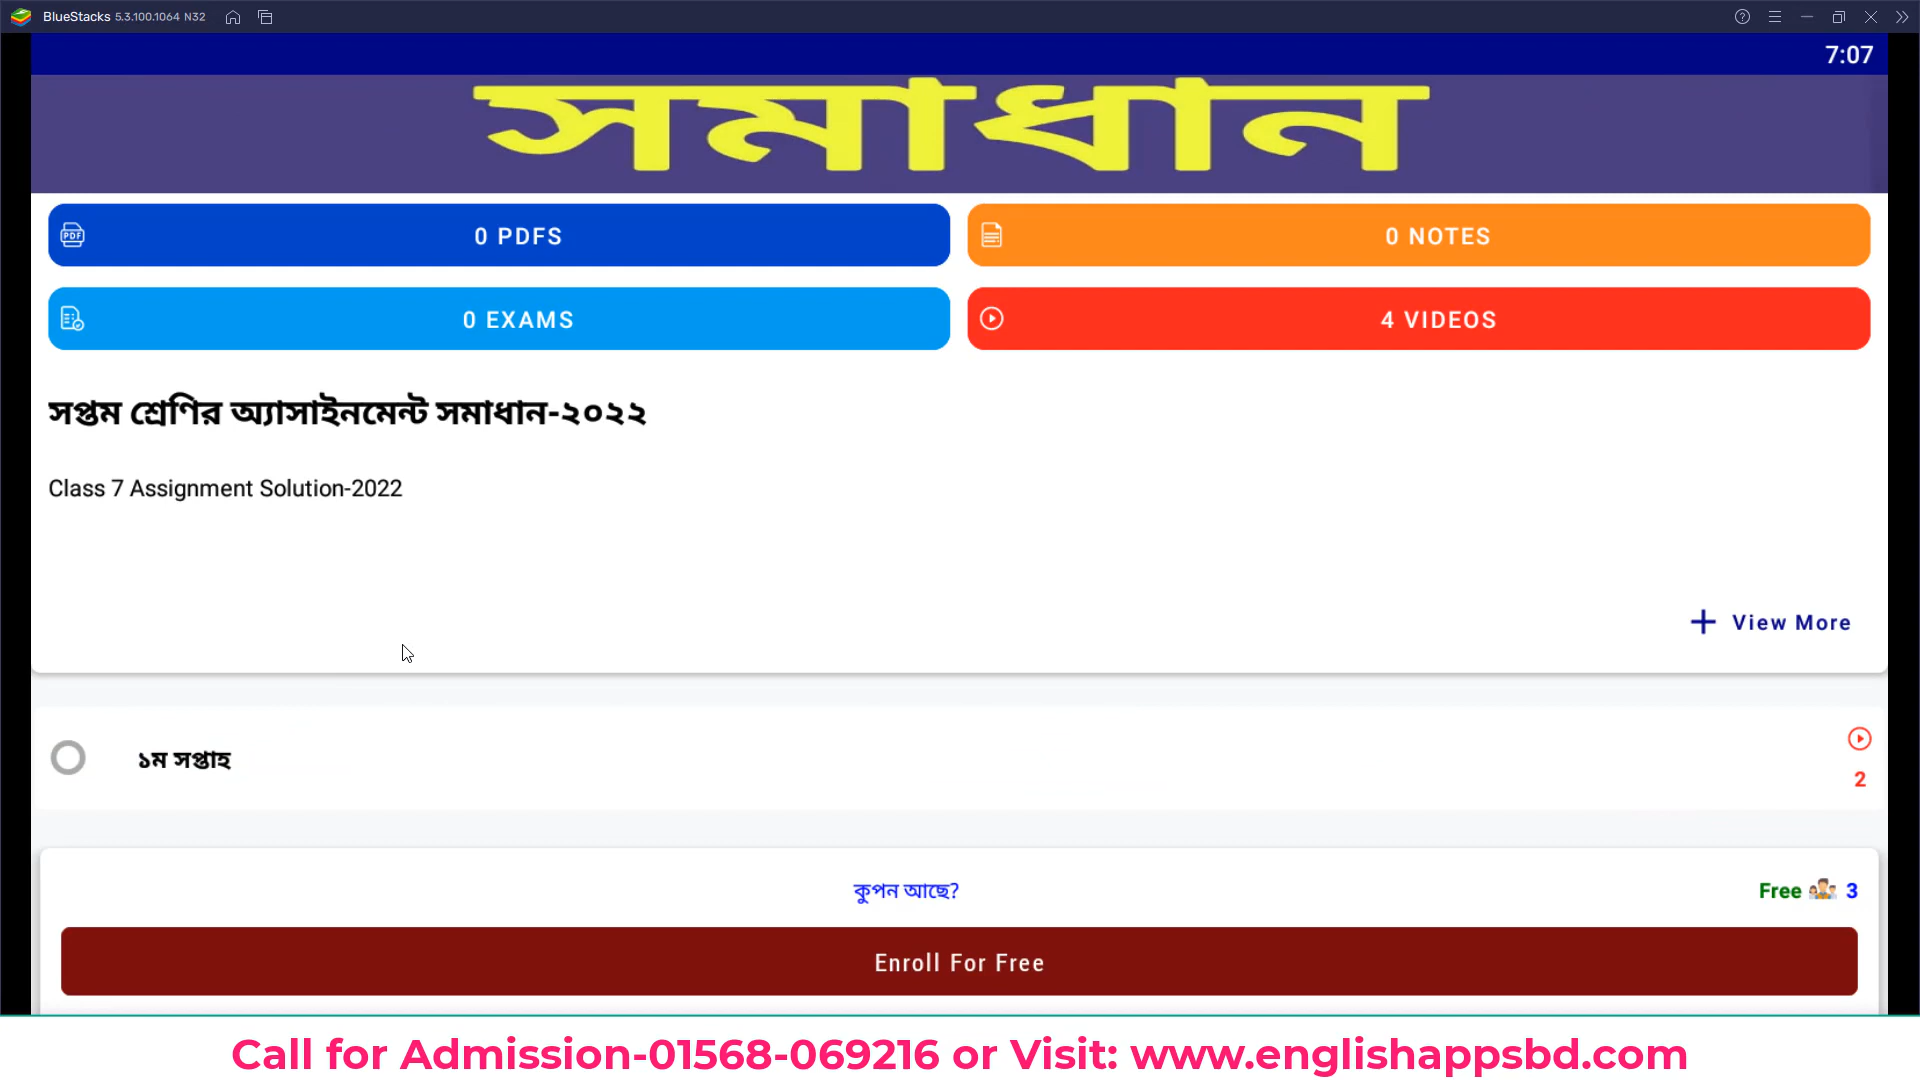 BlueStacks 5.3.100.1064 N32
7:07
সমাধান
PDF 0 PDFS
0 NOTES
0 EXAMS
4 VIDEOS
সপ্তম শ্রেণির অ্যাসাইনমেন্ট সমাধান-২০২২
Class 7 Assignment Solution-2022
View More
১ম সপ্তাহ
2
কুপন আছে?
Free 3
Enroll For Free
Call for Admission-01568-069216 or Visit: www.englishappsbd.com